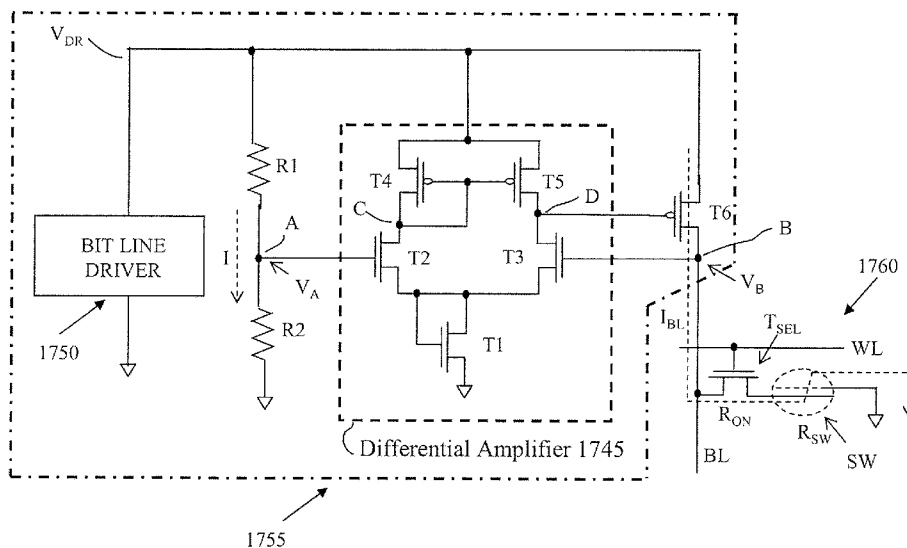 V_DR
R1
T4
T5
D
C
T6
A
B
BIT LINE
DRIVER
I
T2
T3
V_A
V_B
1760
1750
R2
T1
I_BL
T_SEL
WL
R_ON
R_SW
Differential Amplifier 1745
BL
SW
1755